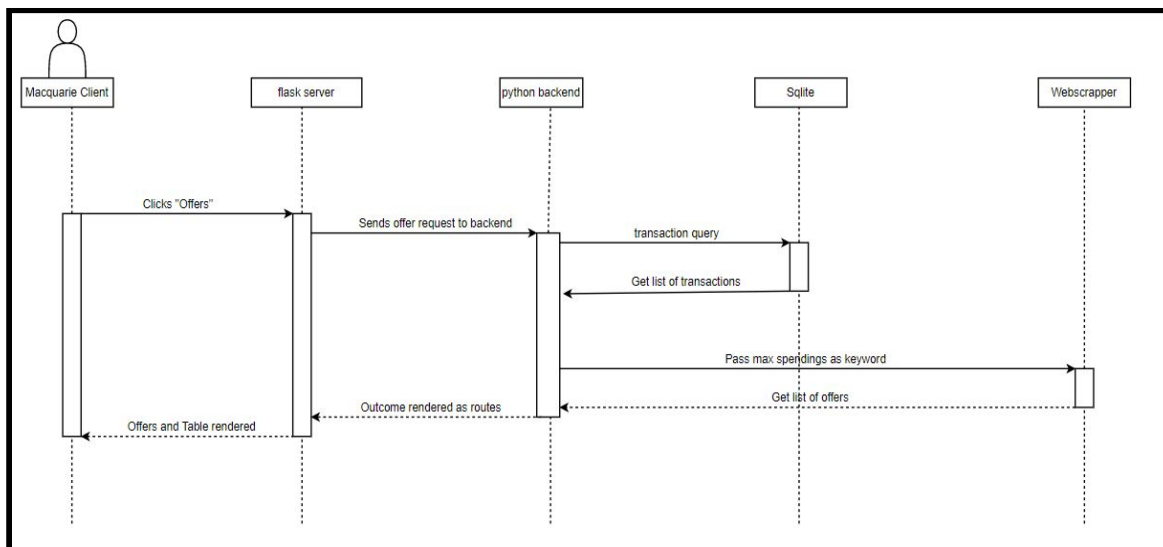 Macquarie Client
flask server
python backend
Sqlite
Webscrapper
Clicks "Offers"
Sends offer request to backend
transaction query
Get list of transactions
Pass max spendings as keyword
Get list of offers
Outcome rendered as routes
Offers and Table rendered